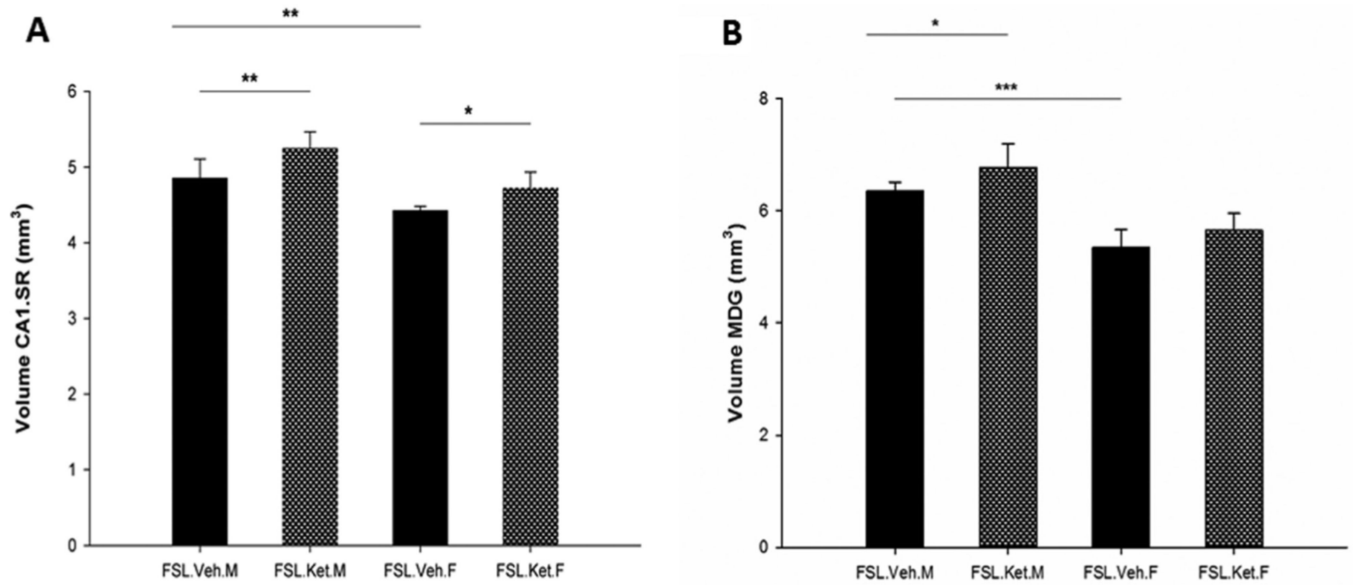 A
**
**
*
6
5
4
3
2
1
0
Volume CA1.SR (mm³)
FSL.Veh.M FSL.Ket.M FSL.Veh.F FSL.Ket.F
B
*
***
8
6
4
2
0
Volume MDG (mm³)
FSL.Veh.M FSL.Ket.M FSL.Veh.F FSL.Ket.F